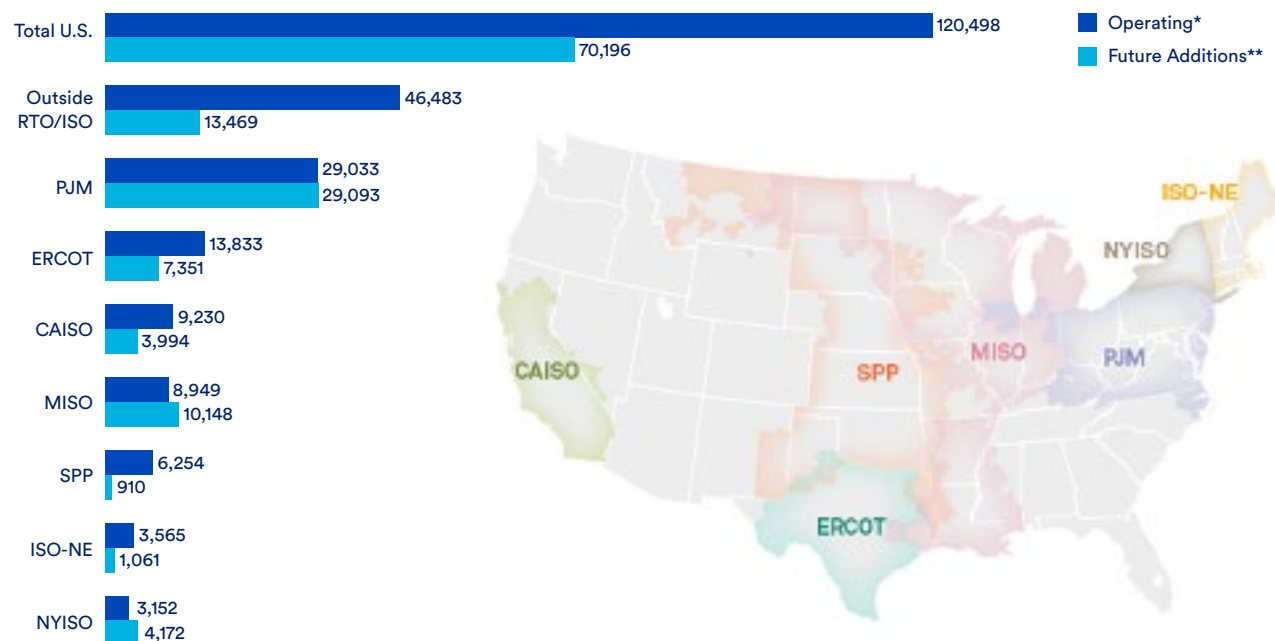 Total U.S.
120,498
70,196
Operating*
Future Additions**
Outside
RTO/ISO
46,483
13,469
PJM
29,033
29,093
ERCOT
13,833
7,351
CAISO
9,230
3,994
MISO
8,949
10,148
SPP
6,254
910
ISO-NE
3,565
1,061
NYISO
3,152
4,172
ISO-NE
NYISO
MISO
PJM
CAISO
SPP
ERCOT